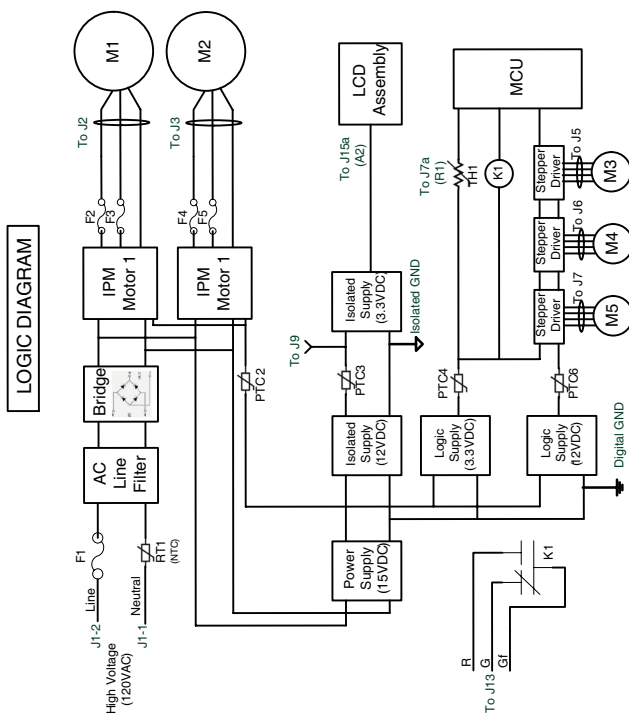 LOGIC DIAGRAM
High Voltage
(120VAC)
J1-2
Line
F1
J1-1
Neutral
RT1
(NTC)
AC
Line
Filter
Bridge
IPM
Motor 1
F2
F3
To J2
M1
IPM
Motor 1
F4
F5
To J3
M2
PTC2
Power
Supply
(15VDC)
Isolated
Supply
(12VDC)
PTC3
To J9
Isolated
Supply
(3.3VDC)
Isolated GND
To J15a
(A2)
LCD
Assembly
Logic
Supply
(3.3VDC)
PTC4
To J7a
(R1)
TH1
K1
MCU
Logic
Supply
(12VDC)
Digital GND
PTC6
Stepper
Driver
To J7
M5
Stepper
Driver
To J6
M4
Stepper
Driver
To J5
M3
To J13
R
G
Gf
K1